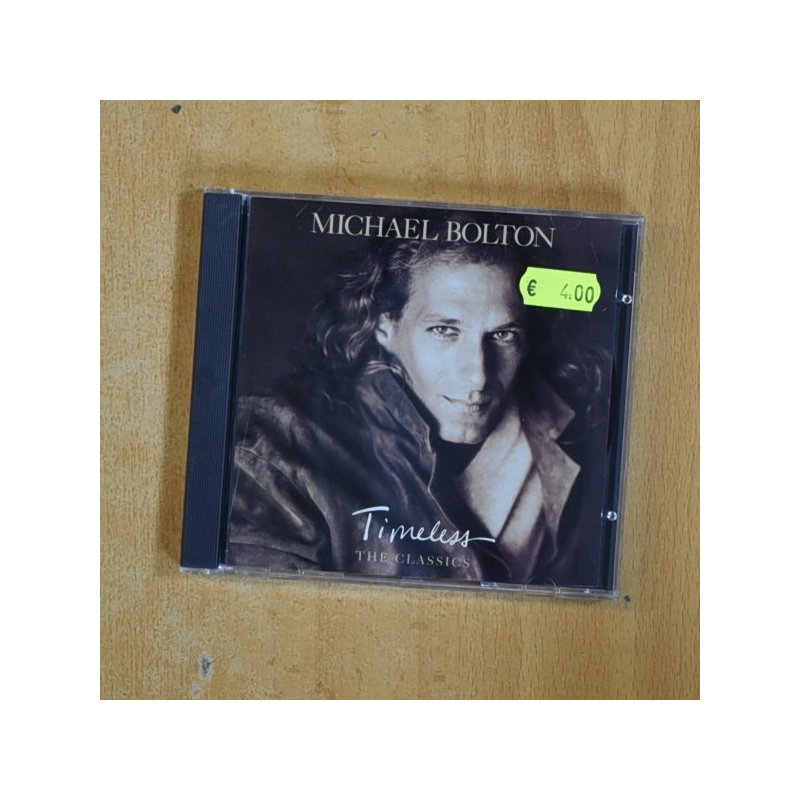 MICHAEL BOLTON
€ 4.00
Timeless
THE CLASSICS